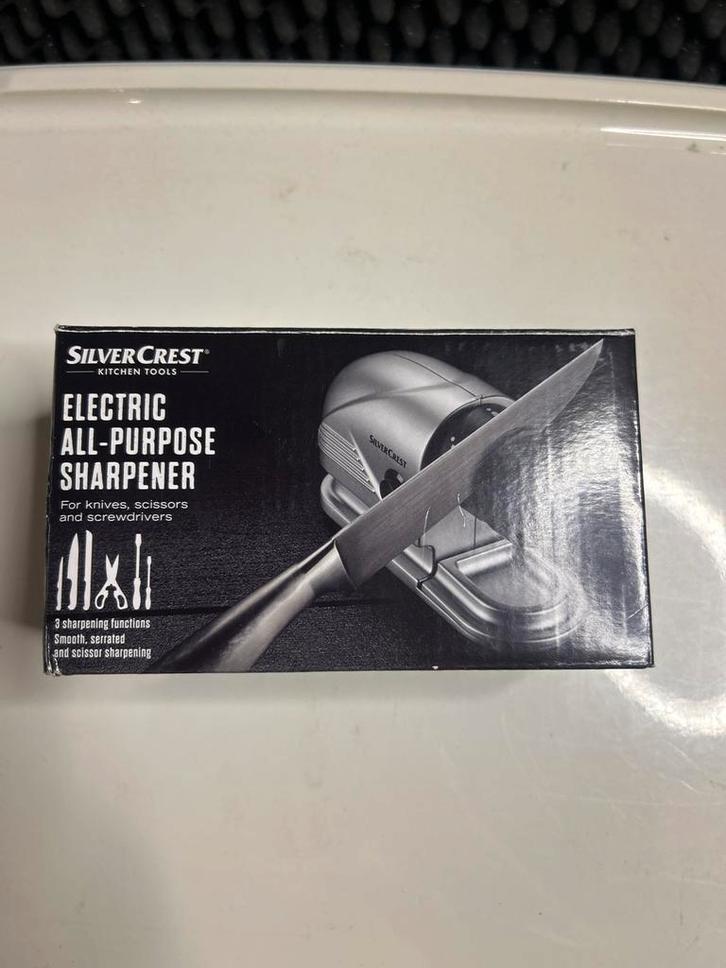 SILVERCREST®
KITCHEN TOOLS
ELECTRIC
ALL-PURPOSE
SHARPENER
For knives, scissors
and screwdrivers
3 sharpening functions
Smooth, serrated
and scissor sharpening
SILVERCREST